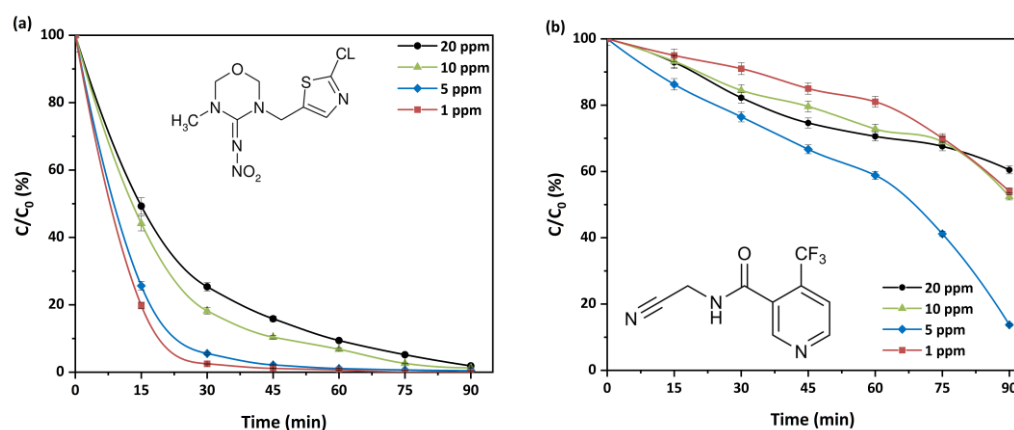 (a)
100
80
60
40
20
0
C/C0 (%)
0 15 30 45 60 75 90
Time (min)
20 ppm
10 ppm
5 ppm
1 ppm
O
N
N
H3C
N
NO2
S
N
CL
(b)
100
80
60
40
20
0
C/C0 (%)
0 15 30 45 60 75 90
Time (min)
20 ppm
10 ppm
5 ppm
1 ppm
O
CF3
N
H
N
N